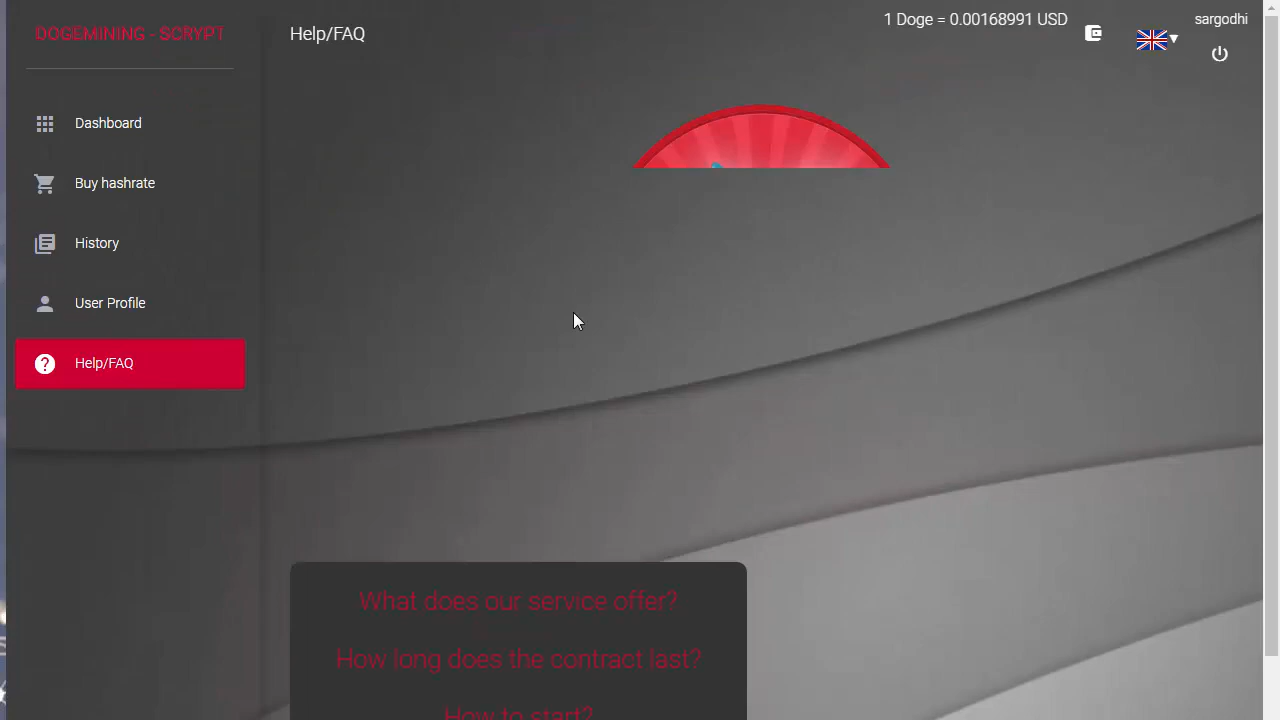 DOGEMINING - SCRYPT
Help/FAQ
1 Doge = 0.00168991 USD
sargodhi
Dashboard
Buy hashrate
History
User Profile
Help/FAQ
What does our service offer?
How long does the contract last?
How to start?